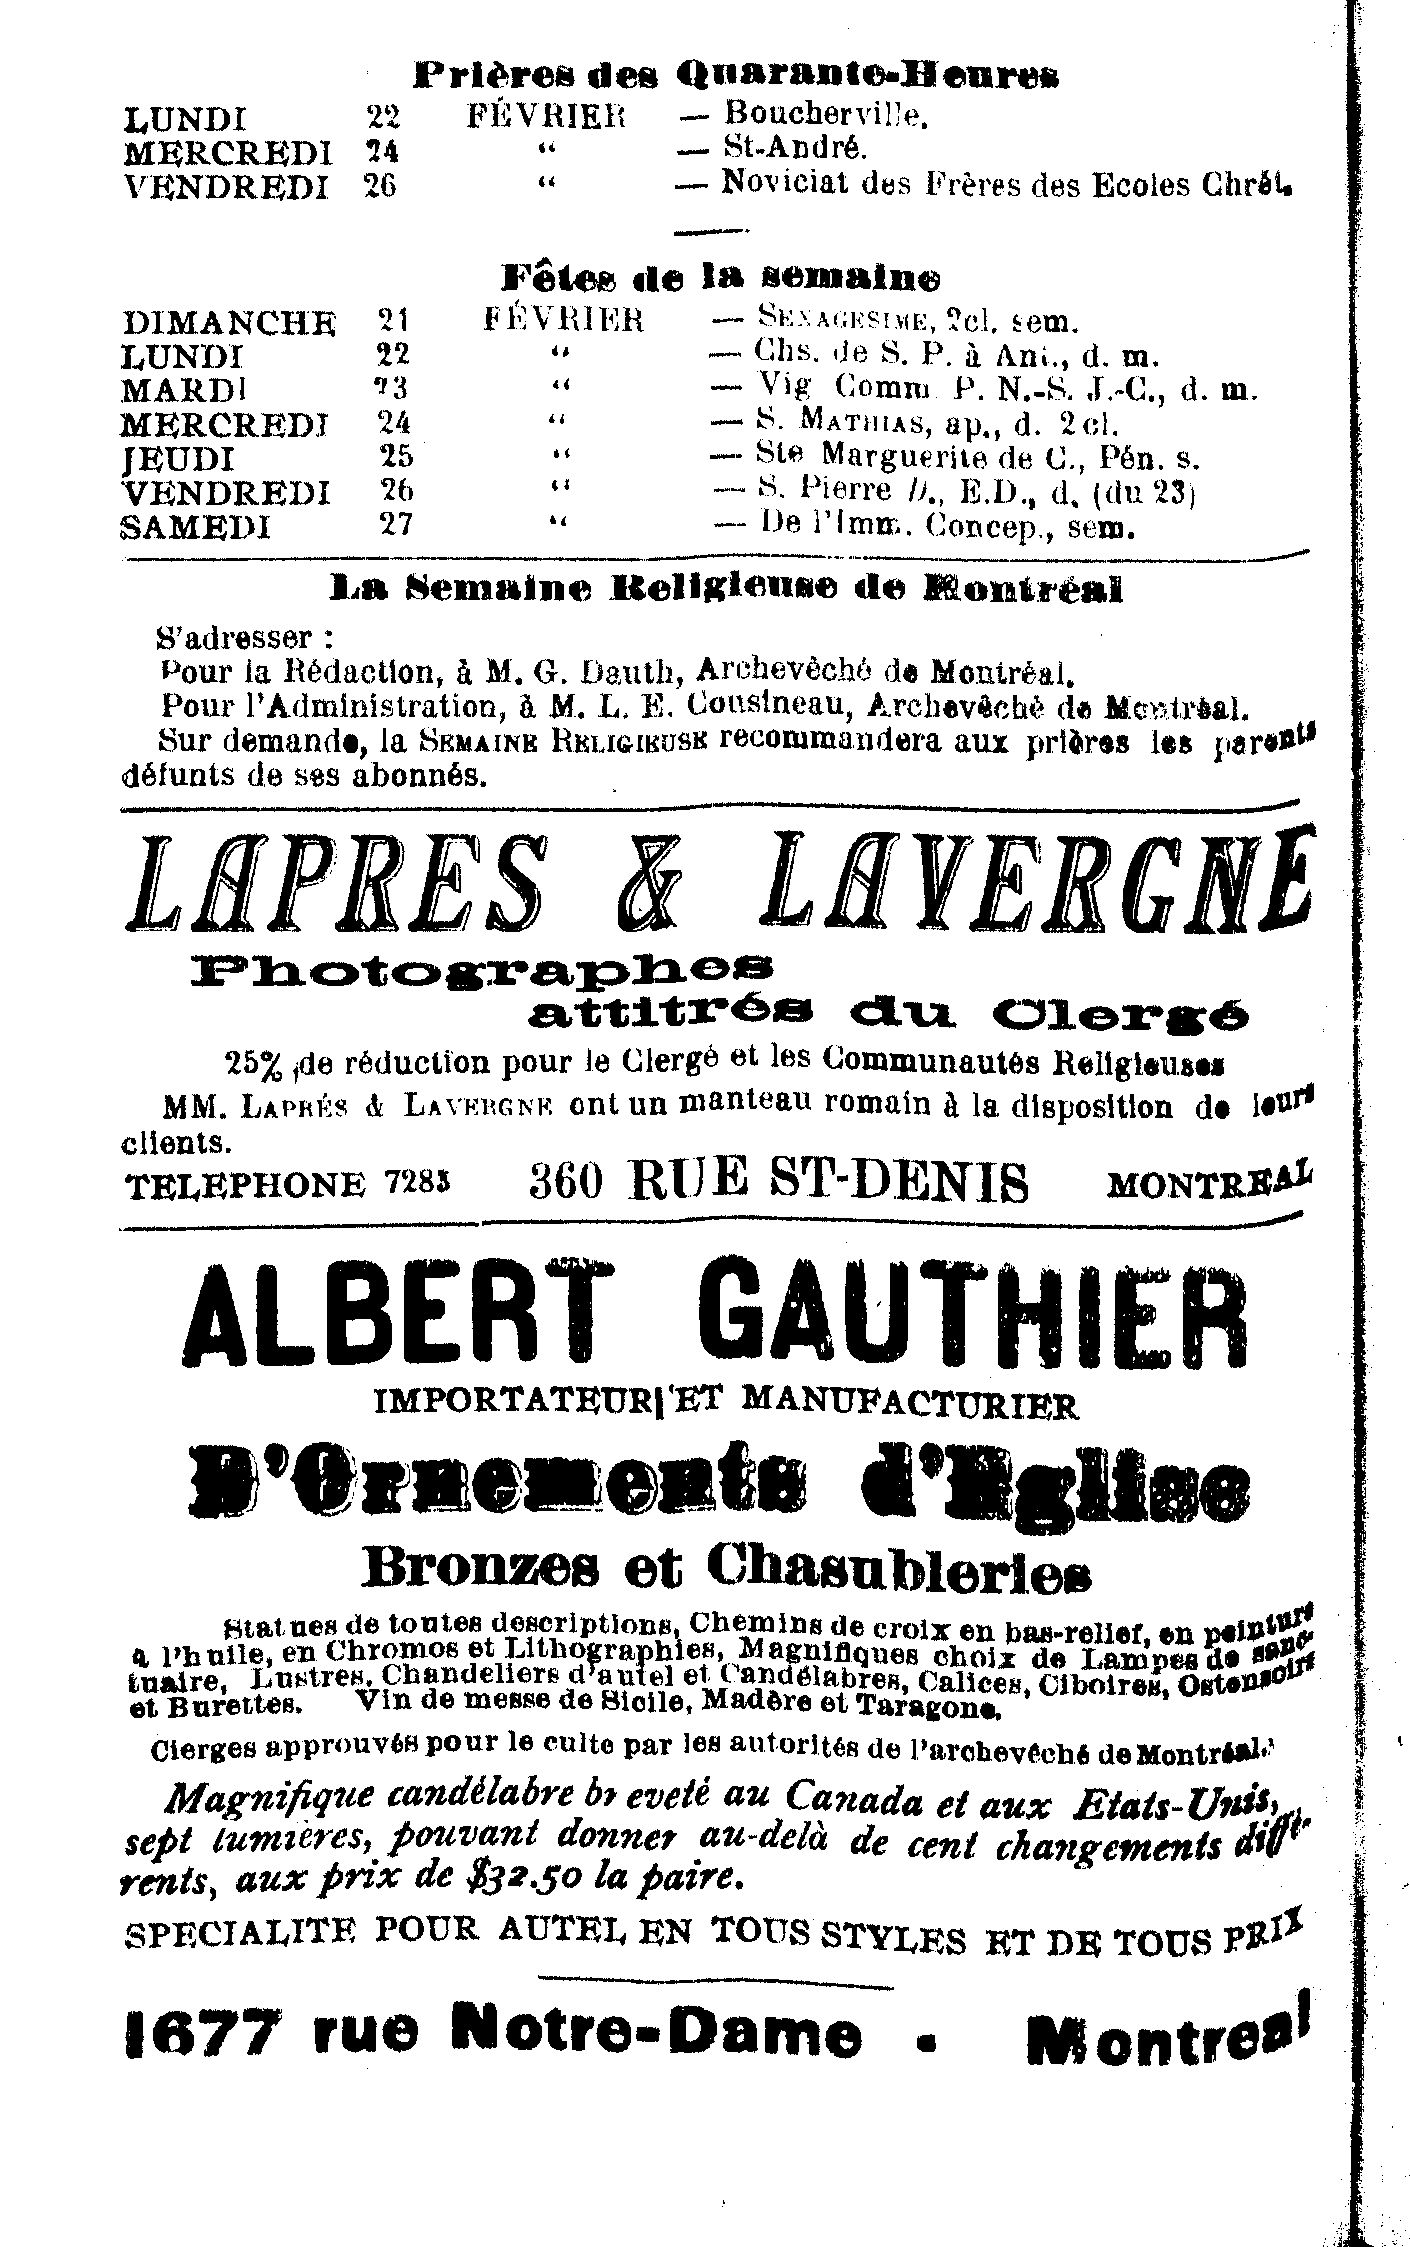 Prières des Quarante-Heures
LUNDI 22 FÉVRIER — Boucherville.
MERCREDI 24 “ — St-André.
VENDREDI 26 “ — Noviciat des Frères des Ecoles Chrét.
Fêtes de la semaine
DIMANCHE 21 FÉVRIER — SEXAGESIME, 2cl. sem.
LUNDI 22 “ — Chs. de S. P. à Ant., d. m.
MARDI 23 “ — Vig Comm P. N.-S. J.-C., d. m.
MERCREDI 24 “ — S. MATHIAS, ap., d. 2 cl.
JEUDI 25 “ — Ste Marguerite de C., Pén. s.
VENDREDI 26 “ — S. Pierre D., E.D., d. (du 23)
SAMEDI 27 “ — De l'Imm. Concep., sem.
La Semaine Religieuse de Montréal
S'adresser :
Pour la Rédaction, à M. G. Dauth, Archevêché de Montréal.
Pour l'Administration, à M. L. E. Cousineau, Archevêché de Montréal.
Sur demande, la SEMAINE RELIGIEUSE recommandera aux prières les parents
défunts de ses abonnés.
LAPRES & LAVERGNE
Photographes
attitrés du Clergé
25% de réduction pour le Clergé et les Communautés Religieuses
MM. LAPRÉS & LAVERGNE ont un manteau romain à la disposition de leurs
clients.
TELEPHONE 7283 360 RUE ST-DENIS MONTREAL
ALBERT GAUTHIER
IMPORTATEUR ET MANUFACTURIER
D'Ornements d'Eglise
Bronzes et Chasubleries
Statues de toutes descriptions, Chemins de croix en bas-relief, en peinture
à l'huile, en Chromos et Lithographies, Magnifiques choix de Lampes de sanc-
tuaire, Lustres, Chandeliers d'autel et Candélabres, Calices, Ciboires, Ostensoirs
et Burettes. Vin de messe de Sicile, Madère et Taragone.
Cierges approuvés pour le culte par les autorités de l'archevêché de Montréal.
Magnifique candélabre breveté au Canada et aux Etats-Unis,
sept lumières, pouvant donner au-delà de cent changements diffé-
rents, aux prix de $32.50 la paire.
SPECIALITE POUR AUTEL EN TOUS STYLES ET DE TOUS PRIX
1677 rue Notre-Dame - Montreal